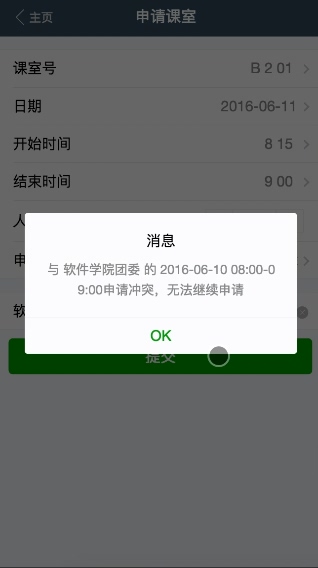 主页
申请课室
课室号
B 2 01
日期
2016-06-11
开始时间
8 15
结束时间
9 00
人
消息
与 软件学院团委 的 2016-06-10 08:00-0
9:00申请冲突，无法继续申请
申
OK
软
提交